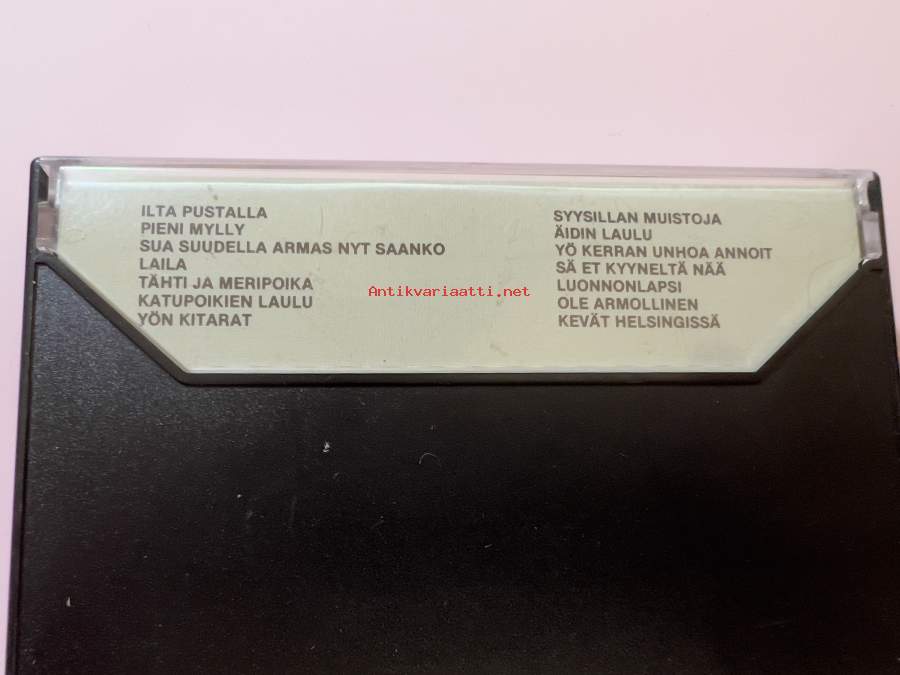 ILTA PUSTALLA
PIENI MYLLY
SUA SUUDELLA ARMAS NYT SAANKO
LAILA
TÄHTI JA MERIPOIKA
KATUPOIKIEN LAULU
YÖN KITARAT
SYYSILLAN MUISTOJA
ÄIDIN LAULU
YÖ KERRAN UNHOA ANNOIT
SÄ ET KYYNELTÄ NÄÄ
LUONNONLAPSI
OLE ARMOLLINEN
KEVÄT HELSINGISSÄ
Antikvariaatti.net